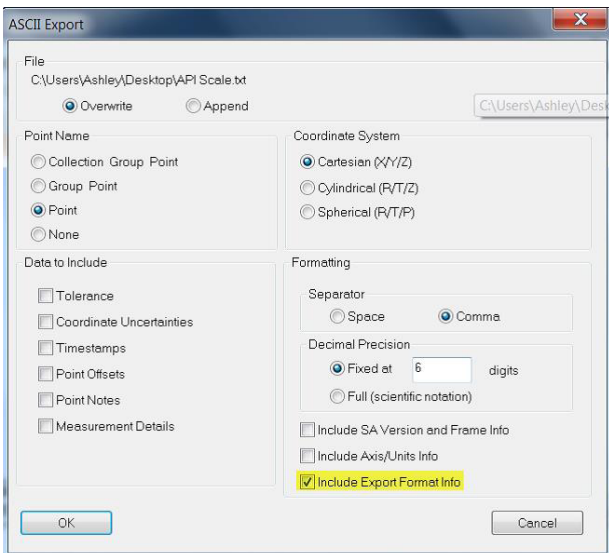 ASCII Export
File
C:\Users\Ashley\Desktop\API Scale.txt
Overwrite Append
C:\Users\Ashley\Desk
Point Name
Collection Group Point
Group Point
Point
None
Coordinate System
Cartesian (X/Y/Z)
Cylindrical (R/T/Z)
Spherical (R/T/P)
Data to Include
Tolerance
Coordinate Uncertainties
Timestamps
Point Offsets
Point Notes
Measurement Details
Formatting
Separator
Space Comma
Decimal Precision
Fixed at 6 digits
Full (scientific notation)
Include SA Version and Frame Info
Include Axis/Units Info
Include Export Format Info
OK Cancel